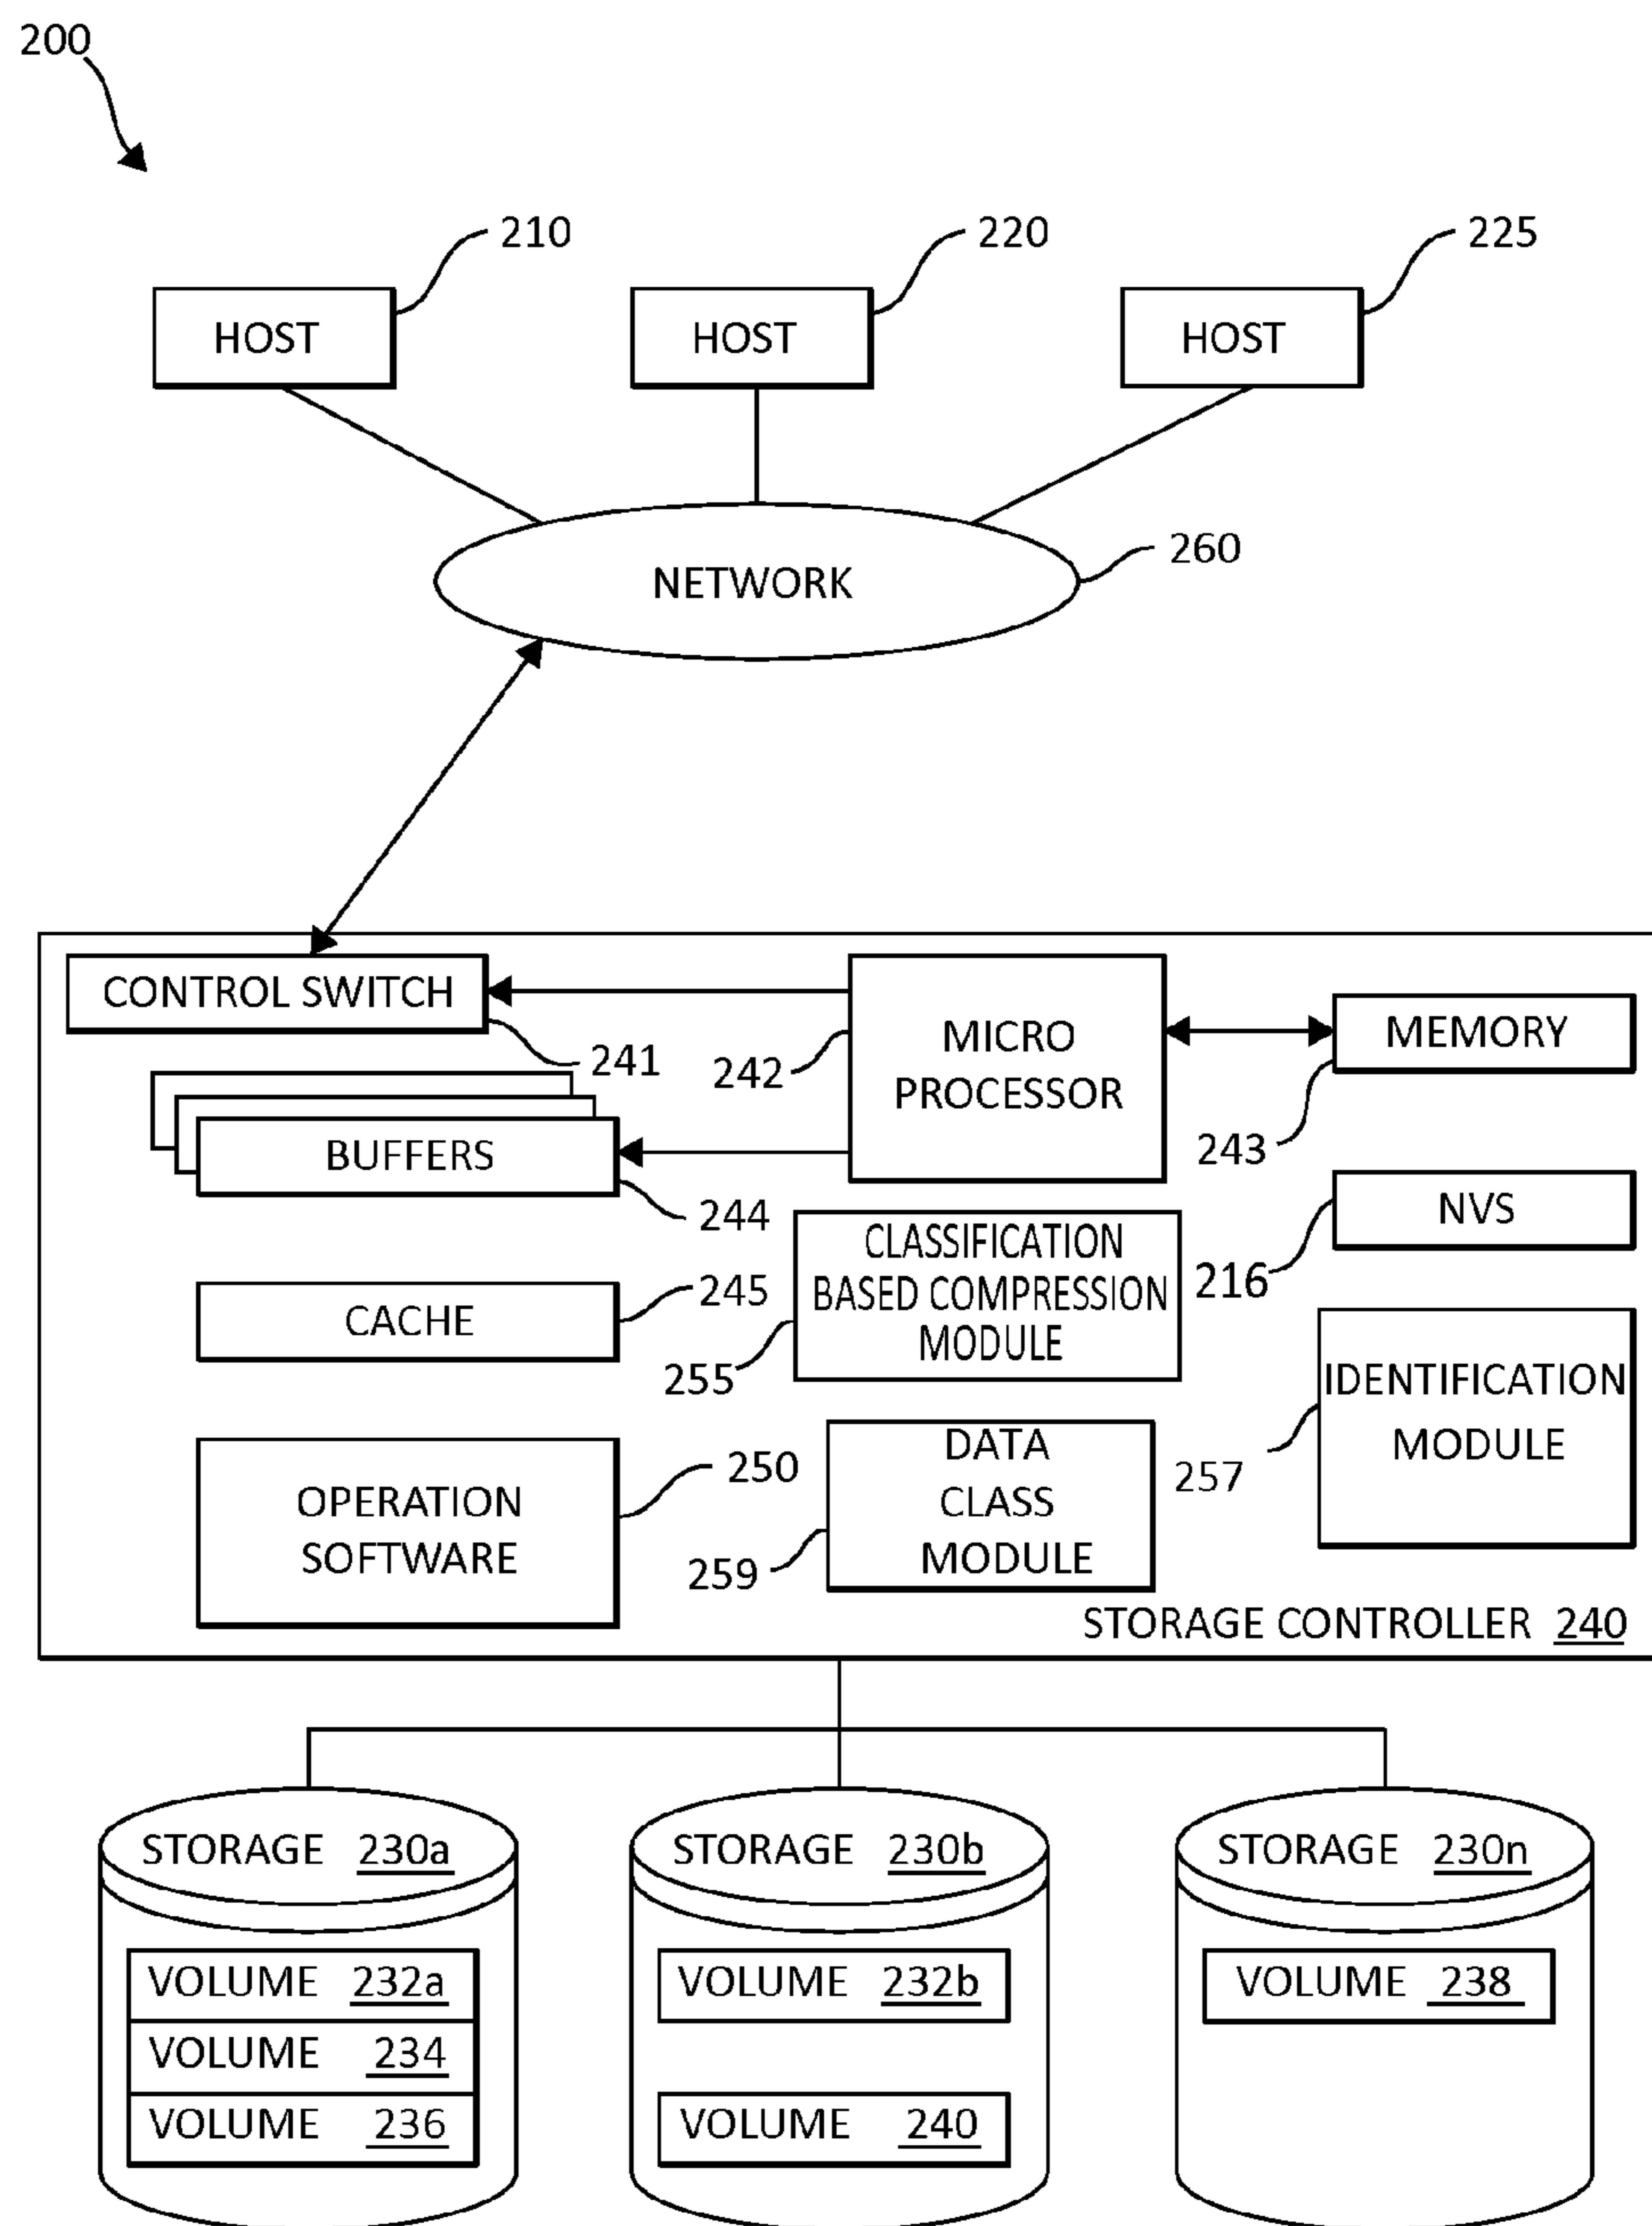 200
210
220
225
HOST
HOST
HOST
260
NETWORK
CONTROL SWITCH
241
242
MICRO
PROCESSOR
MEMORY
243
BUFFERS
244
NVS
216
CLASSIFICATION
BASED COMPRESSION
MODULE
255
CACHE
245
IDENTIFICATION
MODULE
257
OPERATION
SOFTWARE
250
DATA
CLASS
MODULE
259
STORAGE CONTROLLER 240
STORAGE 230a
STORAGE 230b
STORAGE 230n
VOLUME 232a
VOLUME 234
VOLUME 236
VOLUME 232b
VOLUME 240
VOLUME 238